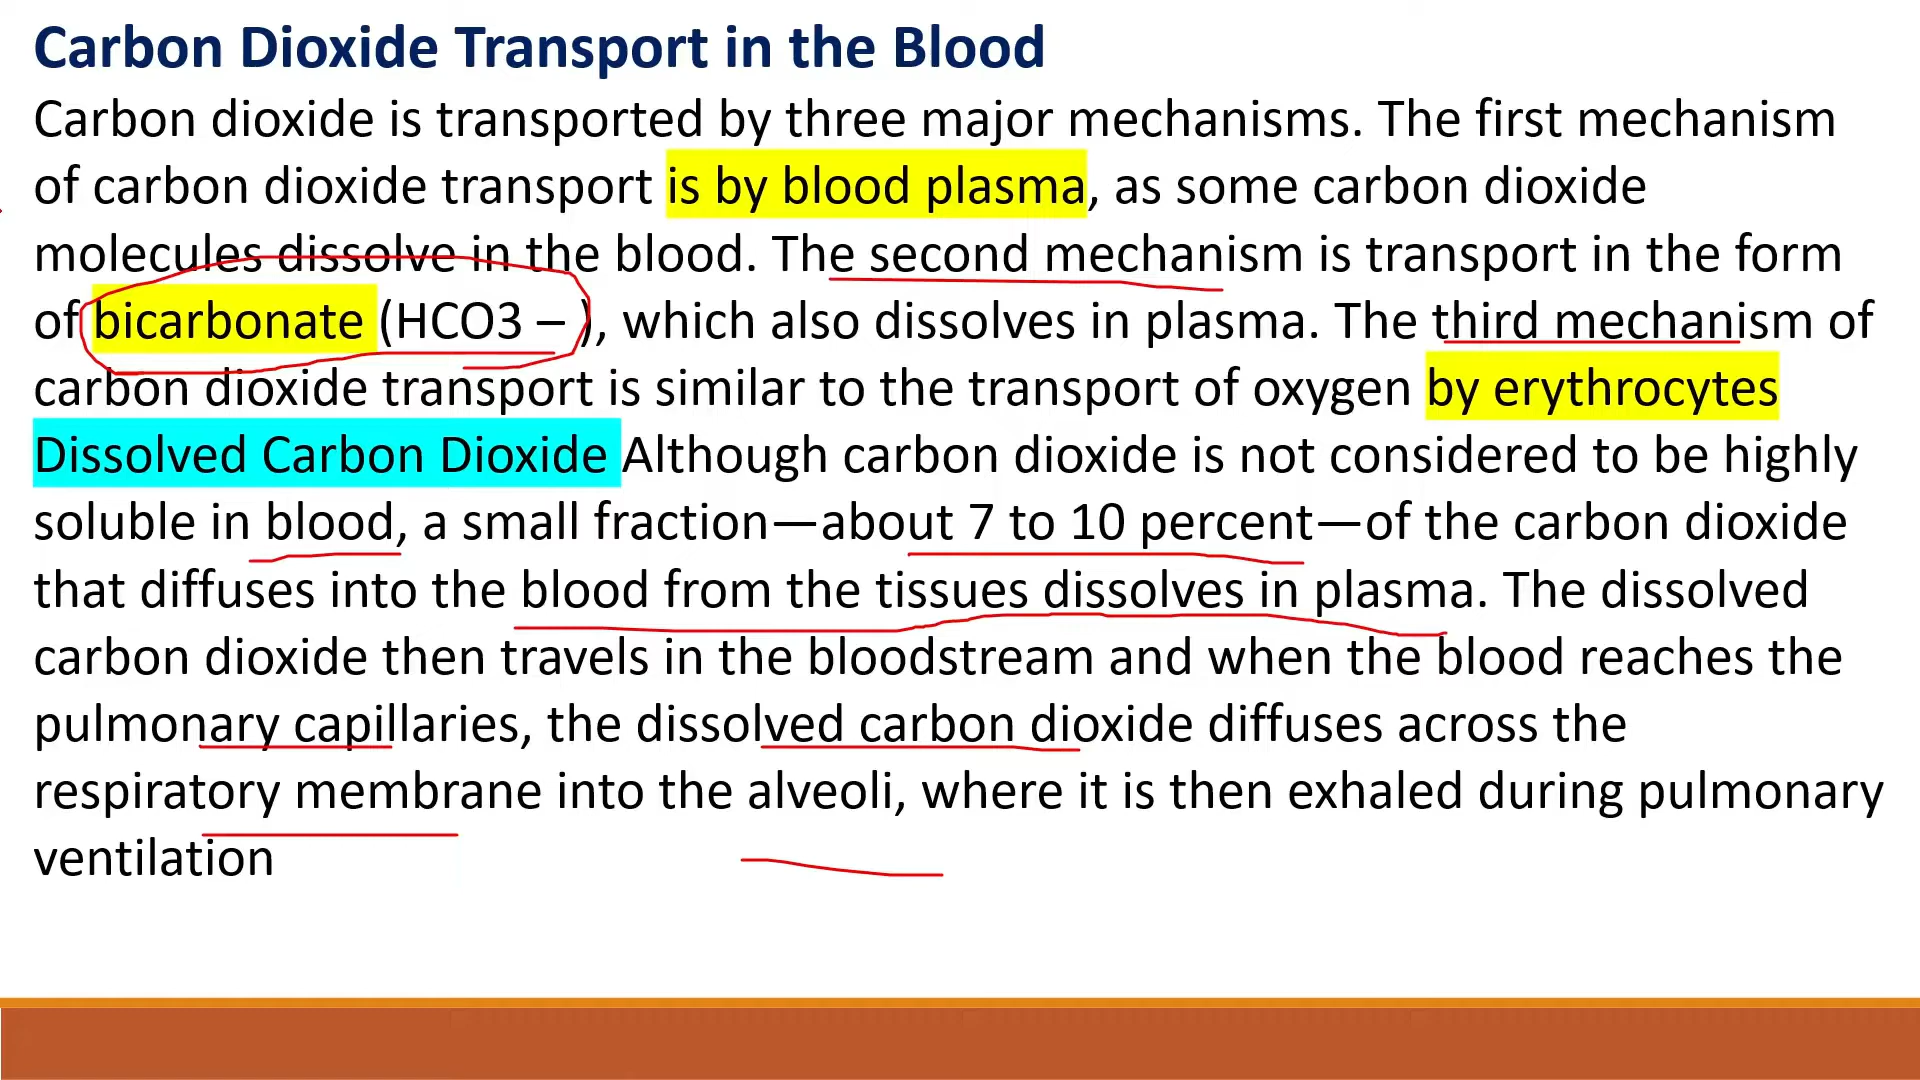 Carbon Dioxide Transport in the Blood
Carbon dioxide is transported by three major mechanisms. The first mechanism
of carbon dioxide transport is by blood plasma, as some carbon dioxide
molecules dissolve in the blood. The second mechanism is transport in the form
of bicarbonate (HCO3 – ), which also dissolves in plasma. The third mechanism of
carbon dioxide transport is similar to the transport of oxygen by erythrocytes
Dissolved Carbon Dioxide Although carbon dioxide is not considered to be highly
soluble in blood, a small fraction—about 7 to 10 percent—of the carbon dioxide
that diffuses into the blood from the tissues dissolves in plasma. The dissolved
carbon dioxide then travels in the bloodstream and when the blood reaches the
pulmonary capillaries, the dissolved carbon dioxide diffuses across the
respiratory membrane into the alveoli, where it is then exhaled during pulmonary
ventilation